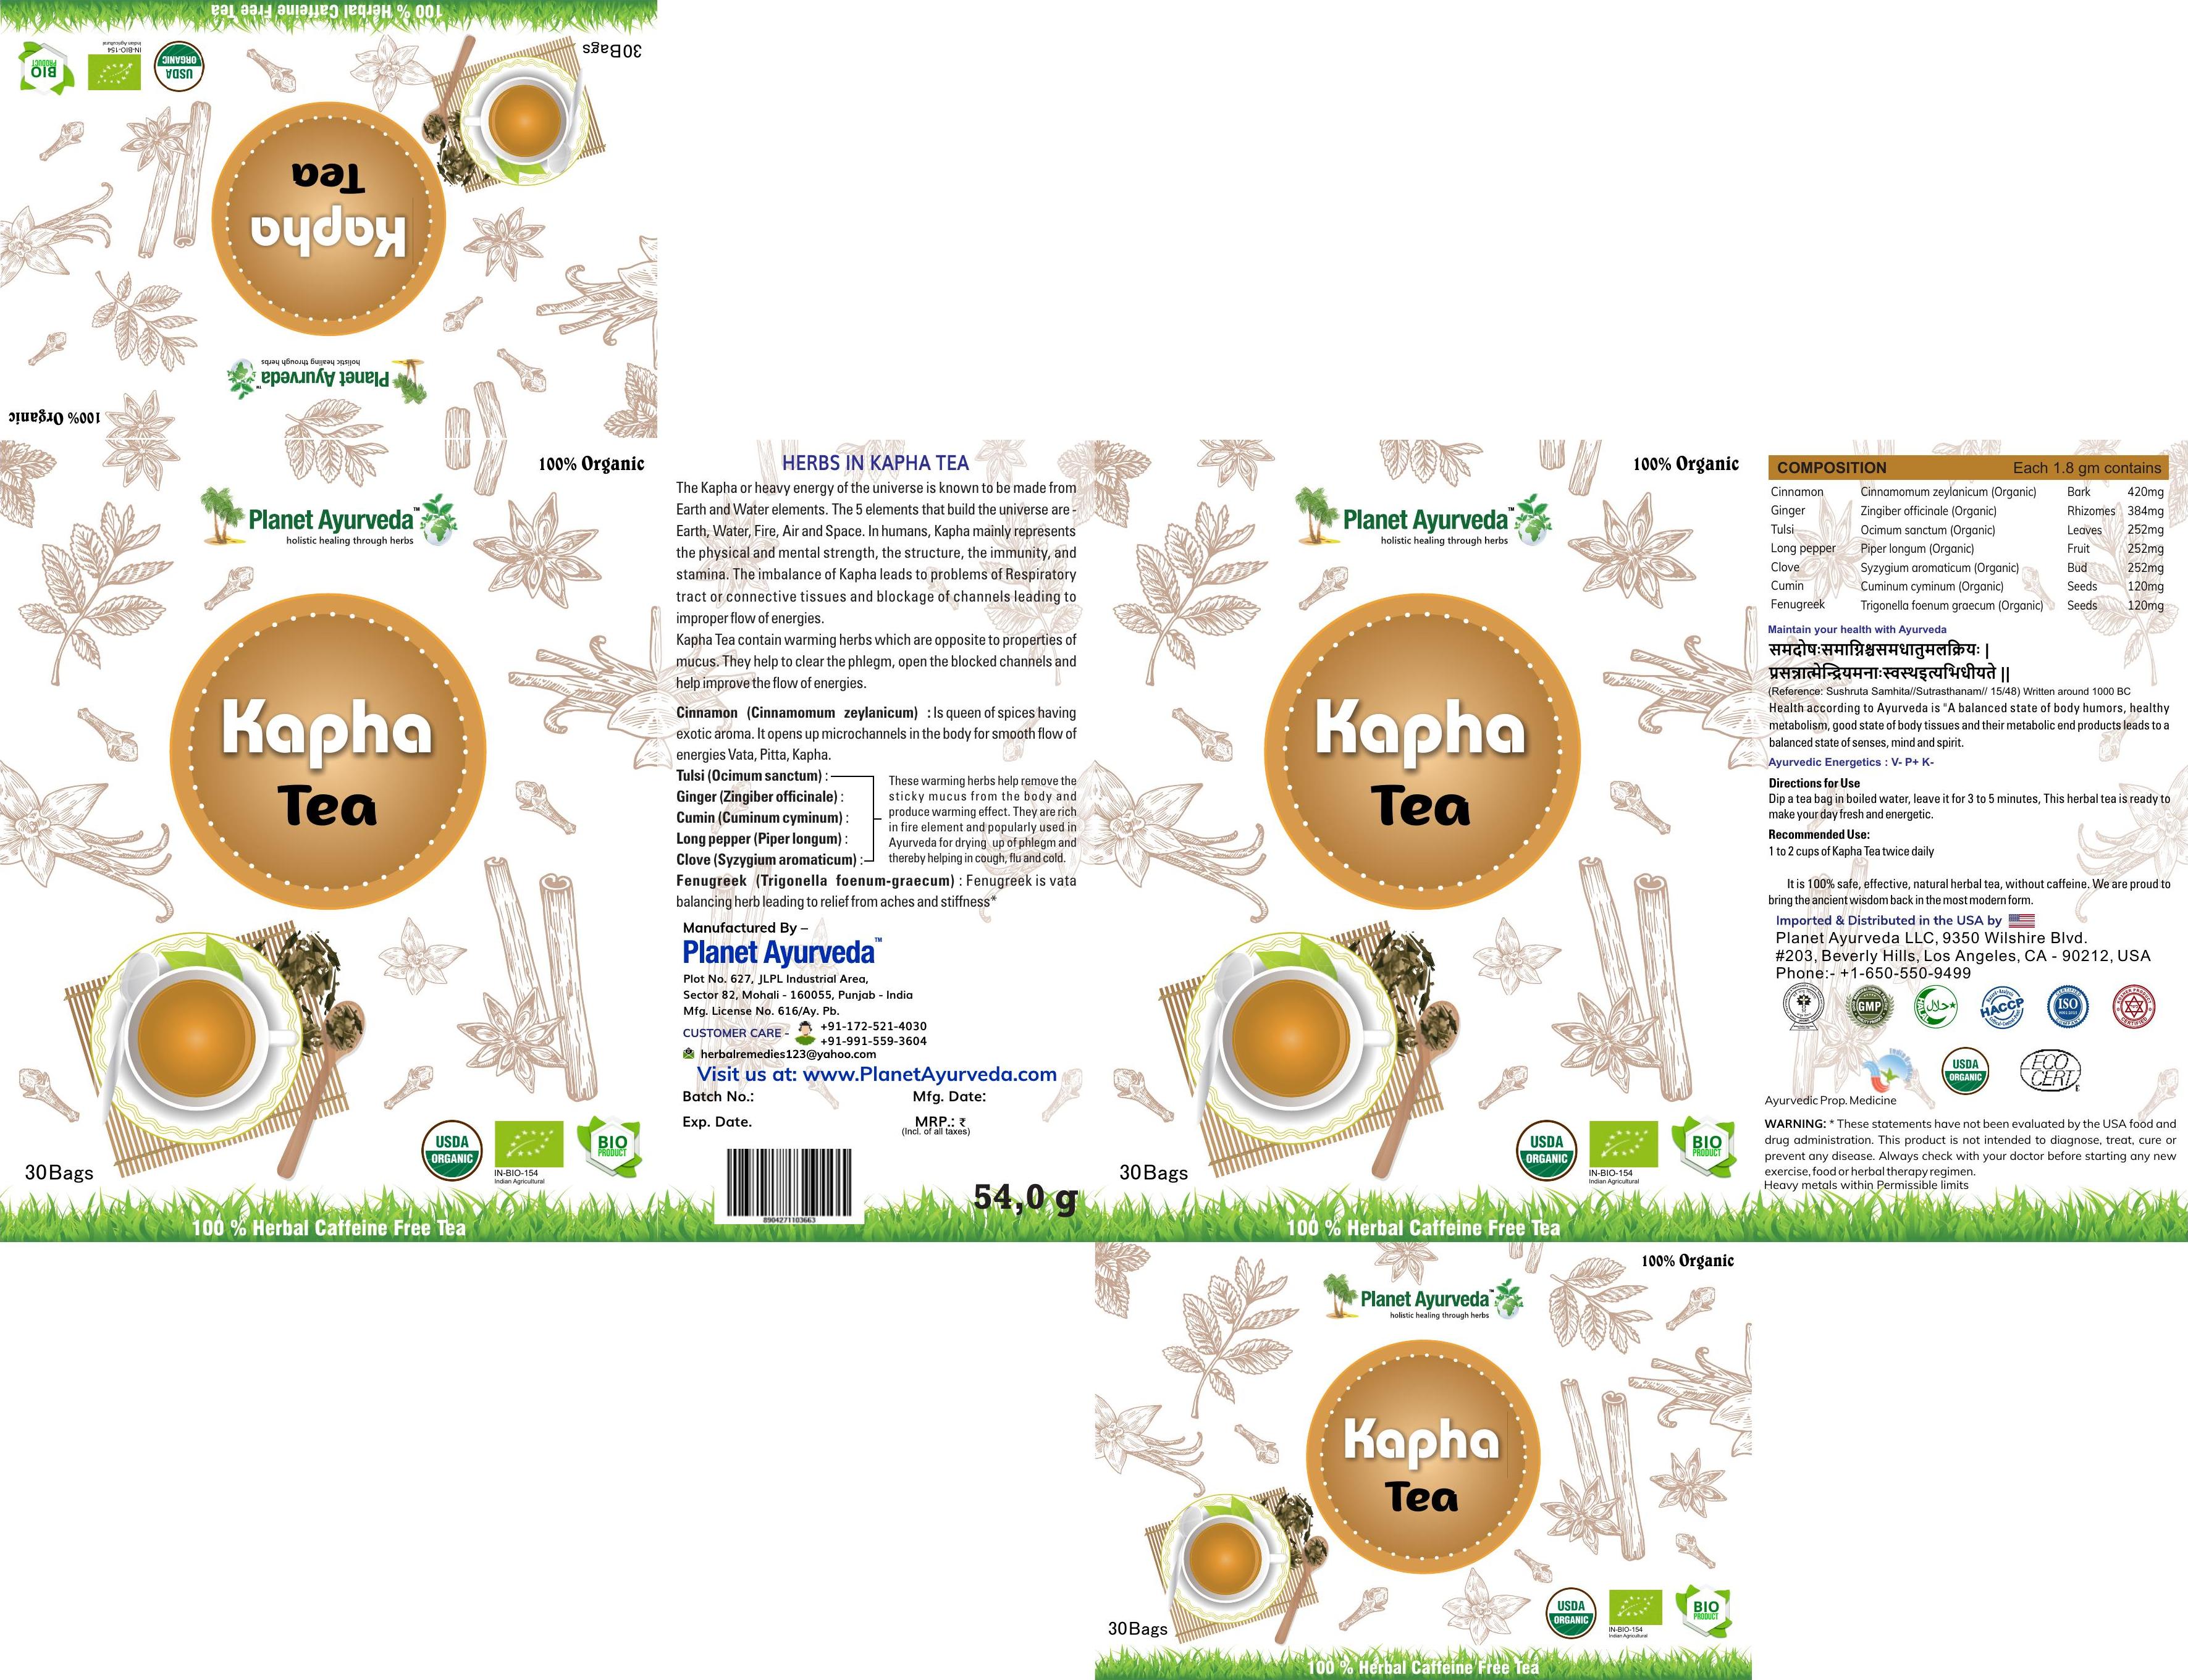 100 % Herbal Caffeine Free Tea
30Bags
USDA
ORGANIC
IN-BIO-154
Indian Agricultural
BIO
PRODUCT
Kapha
Tea
Planet Ayurveda™
holistic healing through herbs
100% Organic
100% Organic
Planet Ayurveda™
holistic healing through herbs
Kapha
Tea
30Bags
USDA
ORGANIC
IN-BIO-154
Indian Agricultural
BIO
PRODUCT
100 % Herbal Caffeine Free Tea
HERBS IN KAPHA TEA
The Kapha or heavy energy of the universe is known to be made from
Earth and Water elements. The 5 elements that build the universe are -
Earth, Water, Fire, Air and Space. In humans, Kapha mainly represents
the physical and mental strength, the structure, the immunity, and
stamina. The imbalance of Kapha leads to problems of Respiratory
tract or connective tissues and blockage of channels leading to
improper flow of energies.
Kapha Tea contain warming herbs which are opposite to properties of
mucus. They help to clear the phlegm, open the blocked channels and
help improve the flow of energies.
Cinnamon (Cinnamomum zeylanicum) : Is queen of spices having
exotic aroma. It opens up microchannels in the body for smooth flow of
energies Vata, Pitta, Kapha.
Tulsi (Ocimum sanctum) :
Ginger (Zingiber officinale) :
Cumin (Cuminum cyminum) :
Long pepper (Piper longum) :
Clove (Syzygium aromaticum) :
These warming herbs help remove the
sticky mucus from the body and
produce warming effect. They are rich
in fire element and popularly used in
Ayurveda for drying up of phlegm and
thereby helping in cough, flu and cold.
Fenugreek (Trigonella foenum-graecum) : Fenugreek is vata
balancing herb leading to relief from aches and stiffness*
Manufactured By –
Planet Ayurveda™
Plot No. 627, JLPL Industrial Area,
Sector 82, Mohali - 160055, Punjab - India
Mfg. License No. 616/Ay. Pb.
CUSTOMER CARE - +91-172-521-4030
+91-991-559-3604
herbalremedies123@yahoo.com
Visit us at: www.PlanetAyurveda.com
Batch No.: Mfg. Date:
Exp. Date. MRP.: ₹
(Incl. of all taxes)
8904271103663
54,0 g
100% Organic
Planet Ayurveda™
holistic healing through herbs
Kapha
Tea
30Bags
USDA
ORGANIC
IN-BIO-154
Indian Agricultural
BIO
PRODUCT
100 % Herbal Caffeine Free Tea
COMPOSITION Each 1.8 gm contains
Cinnamon Cinnamomum zeylanicum (Organic) Bark 420mg
Ginger Zingiber officinale (Organic) Rhizomes 384mg
Tulsi Ocimum sanctum (Organic) Leaves 252mg
Long pepper Piper longum (Organic) Fruit 252mg
Clove Syzygium aromaticum (Organic) Bud 252mg
Cumin Cuminum cyminum (Organic) Seeds 120mg
Fenugreek Trigonella foenum graecum (Organic) Seeds 120mg
Maintain your health with Ayurveda
समदोषःसमाग्निश्चसमधातुमलक्रियः |
प्रसन्नात्मेन्द्रियमनाःस्वस्थइत्यभिधीयते ||
(Reference: Sushruta Samhita//Sutrasthanam// 15/48) Written around 1000 BC
Health according to Ayurveda is "A balanced state of body humors, healthy
metabolism, good state of body tissues and their metabolic end products leads to a
balanced state of senses, mind and spirit.
Ayurvedic Energetics : V- P+ K-
Directions for Use
Dip a tea bag in boiled water, leave it for 3 to 5 minutes, This herbal tea is ready to
make your day fresh and energetic.
Recommended Use:
1 to 2 cups of Kapha Tea twice daily
It is 100% safe, effective, natural herbal tea, without caffeine. We are proud to
bring the ancient wisdom back in the most modern form.
Imported & Distributed in the USA by
Planet Ayurveda LLC, 9350 Wilshire Blvd.
#203, Beverly Hills, Los Angeles, CA - 90212, USA
Phone:- +1-650-550-9499
GMP
HALAL
حلال
HACCP
ISO
USDA
ORGANIC
ECO
CERT
Ayurvedic Prop. Medicine
WARNING: * These statements have not been evaluated by the USA food and
drug administration. This product is not intended to diagnose, treat, cure or
prevent any disease. Always check with your doctor before starting any new
exercise, food or herbal therapy regimen.
Heavy metals within Permissible limits
100% Organic
Planet Ayurveda™
holistic healing through herbs
Kapha
Tea
30Bags
USDA
ORGANIC
IN-BIO-154
Indian Agricultural
BIO
PRODUCT
100 % Herbal Caffeine Free Tea